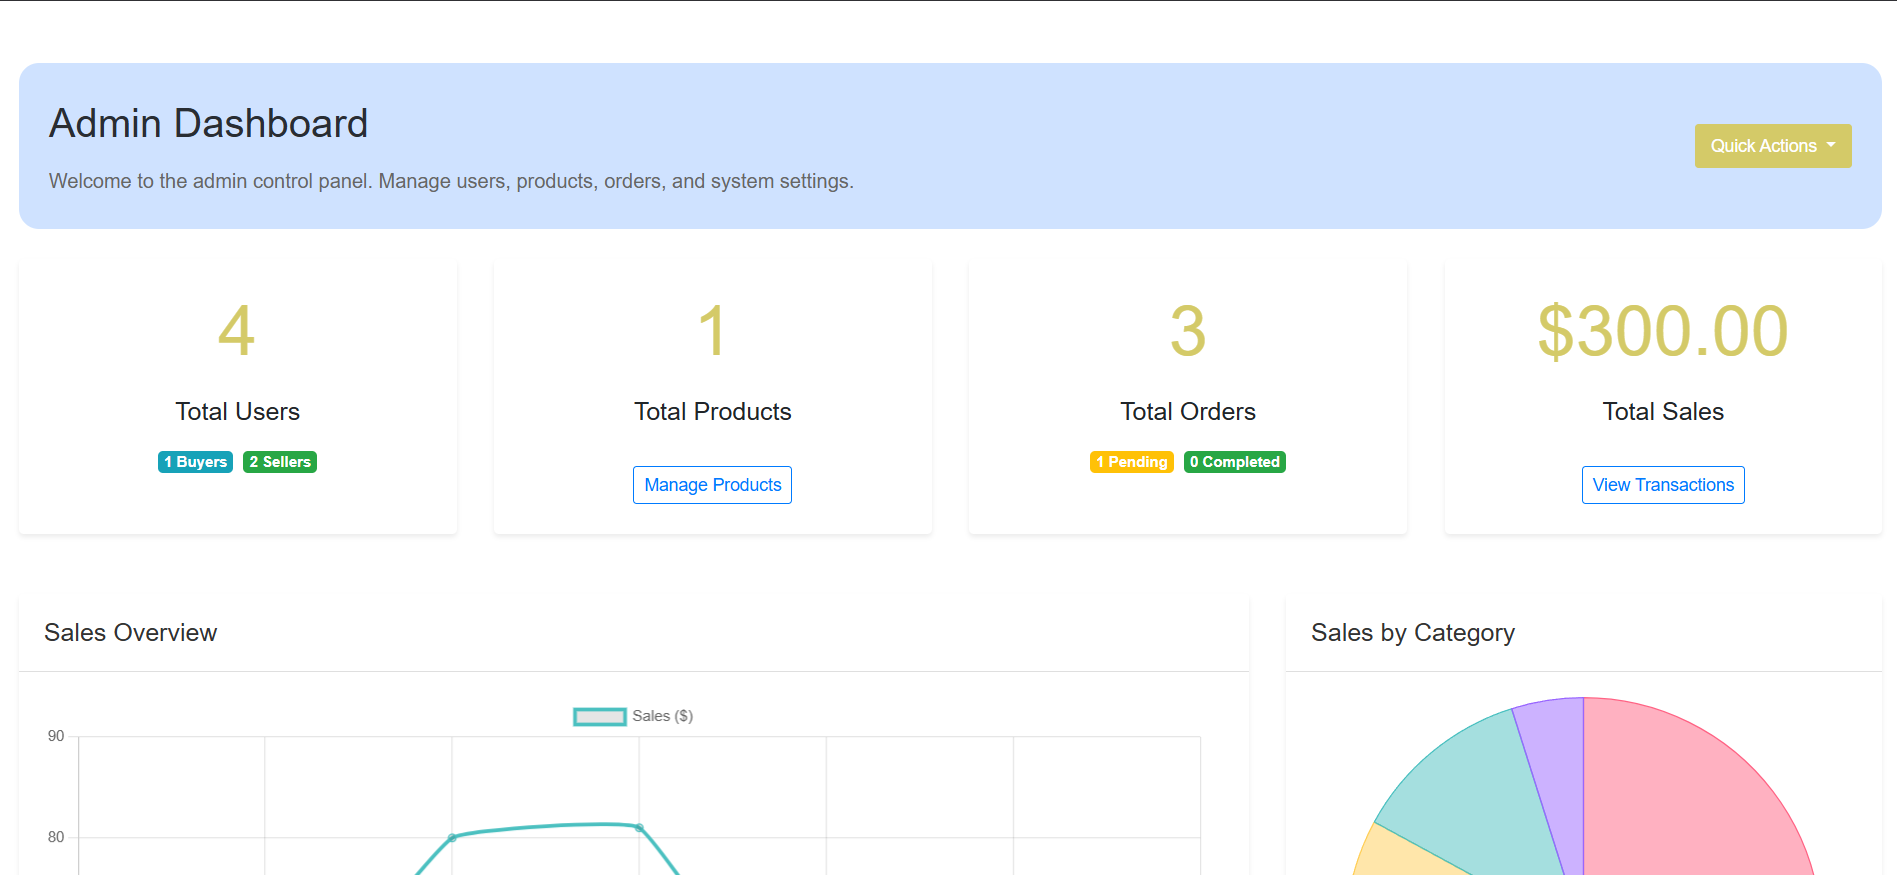 Admin Dashboard
Welcome to the admin control panel. Manage users, products, orders, and system settings.
Quick Actions
4
Total Users
1 Buyers 2 Sellers
1
Total Products
Manage Products
3
Total Orders
1 Pending 0 Completed
$300.00
Total Sales
View Transactions
Sales Overview
Sales ($)
90
80
Sales by Category